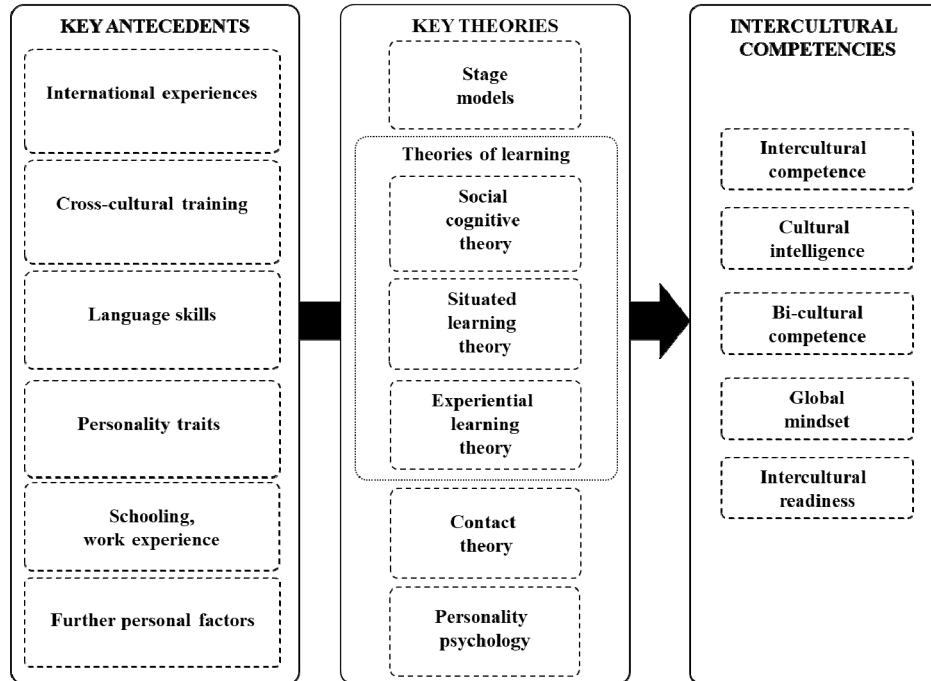 KEY ANTECEDENTS
International experiences
Cross-cultural training
Language skills
Personality traits
Schooling,
work experience
Further personal factors
KEY THEORIES
Stage
models
Theories of learning
Social
cognitive
theory
Situated
learning
theory
Experiential
learning
theory
Contact
theory
Personality
psychology
INTERCULTURAL
COMPETENCIES
Intercultural
competence
Cultural
intelligence
Bi-cultural
competence
Global
mindset
Intercultural
readiness